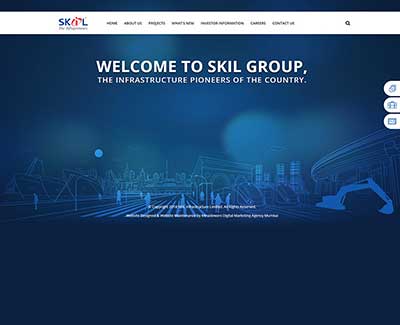 SKIL
The Infrapreneurs
HOME ABOUT US PROJECTS WHAT'S NEW INVESTOR INFORMATION CAREERS CONTACT US
WELCOME TO SKIL GROUP,
THE INFRASTRUCTURE PIONEERS OF THE COUNTRY.
© Copyright 2018 SKIL Infrastructure Limited. All Rights Reserved.
Website Designed & Website Maintenance by Digital Marketing Agency Mumbai